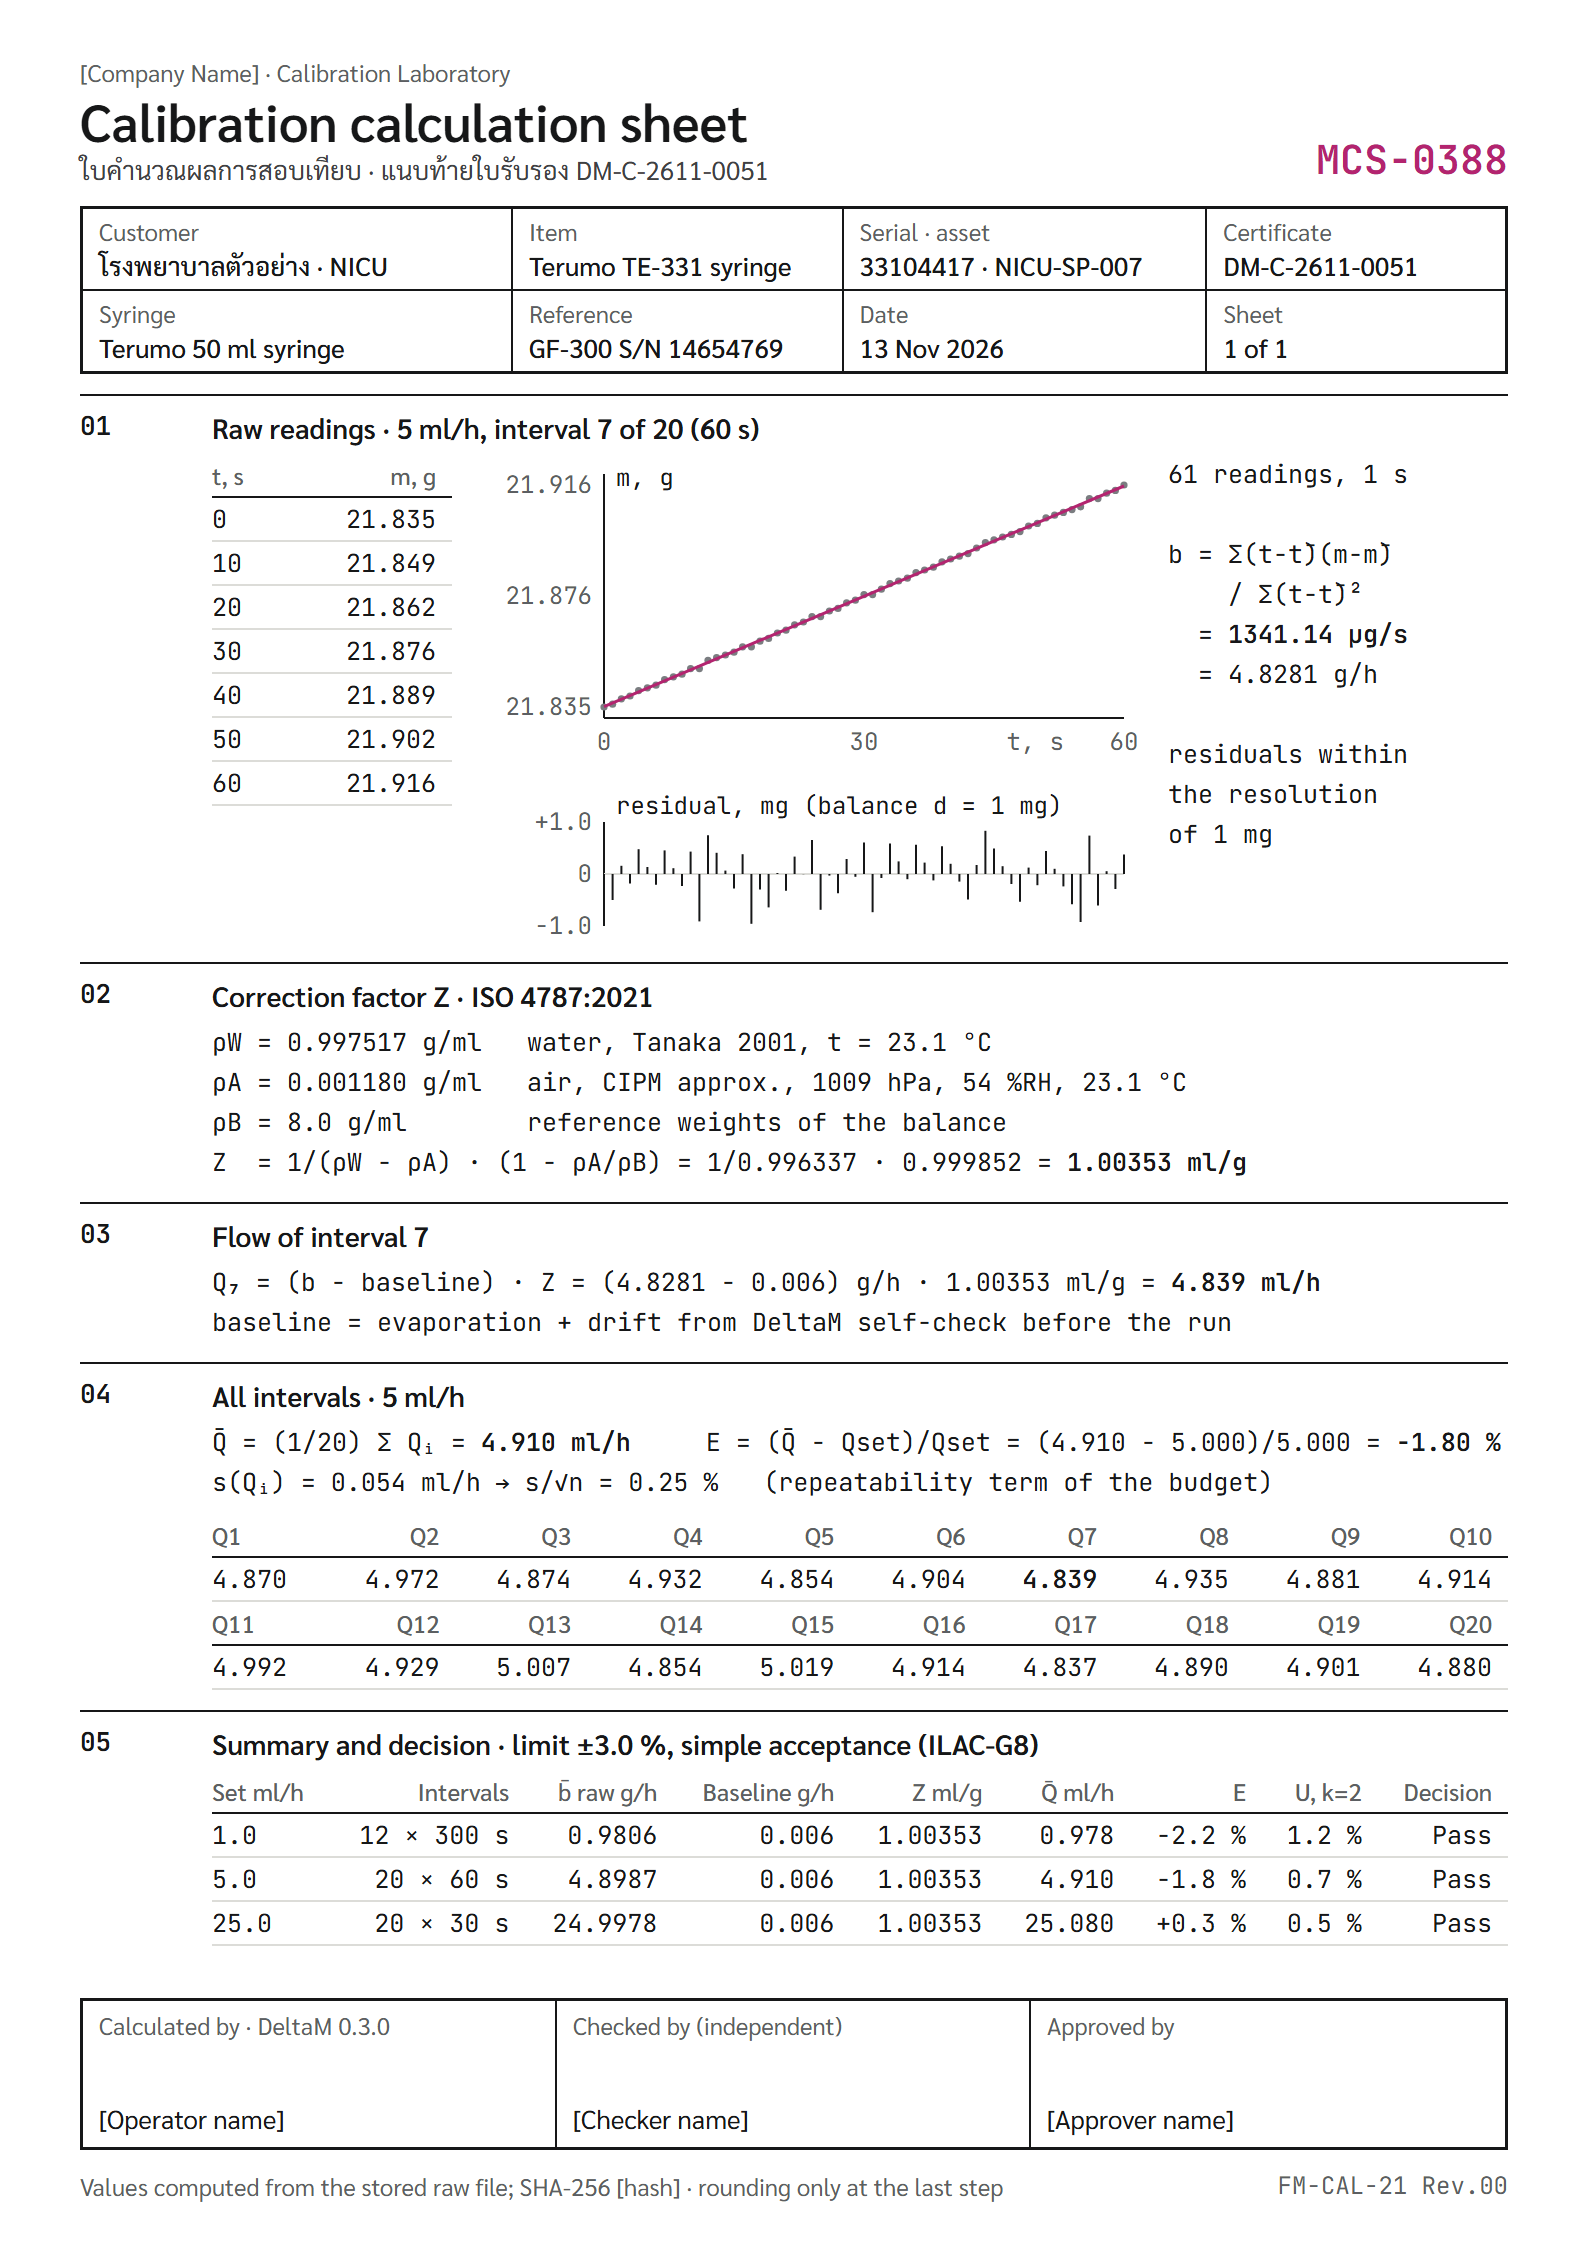 [Company Name] · Calibration Laboratory
Calibration calculation sheet
ใบคำนวณผลการสอบเทียบ · แนบท้ายใบรับรอง DM-C-2611-0051
MCS-0388
Customer Item Serial · asset Certificate
โรงพยาบาลตัวอย่าง · NICU Terumo TE-331 syringe 33104417 · NICU-SP-007 DM-C-2611-0051
Syringe Reference Date Sheet
Terumo 50 ml syringe GF-300 S/N 14654769 13 Nov 2026 1 of 1
01 Raw readings · 5 ml/h, interval 7 of 20 (60 s)
t, s m, g
0 21.835
10 21.849
20 21.862
30 21.876
40 21.889
50 21.902
60 21.916
m, g
21.916
21.876
21.835
0 30 t, s 60
residual, mg (balance d = 1 mg)
+1.0
0
-1.0
61 readings, 1 s
b = Σ(t-t̄)(m-m̄)
/ Σ(t-t̄)²
= 1341.14 µg/s
= 4.8281 g/h
residuals within
the resolution
of 1 mg
02 Correction factor Z · ISO 4787:2021
ρW = 0.997517 g/ml water, Tanaka 2001, t = 23.1 °C
ρA = 0.001180 g/ml air, CIPM approx., 1009 hPa, 54 %RH, 23.1 °C
ρB = 8.0 g/ml reference weights of the balance
Z = 1/(ρW - ρA) · (1 - ρA/ρB) = 1/0.996337 · 0.999852 = 1.00353 ml/g
03 Flow of interval 7
Q₇ = (b - baseline) · Z = (4.8281 - 0.006) g/h · 1.00353 ml/g = 4.839 ml/h
baseline = evaporation + drift from DeltaM self-check before the run
04 All intervals · 5 ml/h
Q̄ = (1/20) Σ Qᵢ = 4.910 ml/h E = (Q̄ - Qset)/Qset = (4.910 - 5.000)/5.000 = -1.80 %
s(Qᵢ) = 0.054 ml/h → s/√n = 0.25 % (repeatability term of the budget)
Q1 Q2 Q3 Q4 Q5 Q6 Q7 Q8 Q9 Q10
4.870 4.972 4.874 4.932 4.854 4.904 4.839 4.935 4.881 4.914
Q11 Q12 Q13 Q14 Q15 Q16 Q17 Q18 Q19 Q20
4.992 4.929 5.007 4.854 5.019 4.914 4.837 4.890 4.901 4.880
05 Summary and decision · limit ±3.0 %, simple acceptance (ILAC-G8)
Set ml/h Intervals b̄ raw g/h Baseline g/h Z ml/g Q̄ ml/h E U, k=2 Decision
1.0 12 × 300 s 0.9806 0.006 1.00353 0.978 -2.2 % 1.2 % Pass
5.0 20 × 60 s 4.8987 0.006 1.00353 4.910 -1.8 % 0.7 % Pass
25.0 20 × 30 s 24.9978 0.006 1.00353 25.080 +0.3 % 0.5 % Pass
Calculated by · DeltaM 0.3.0 Checked by (independent) Approved by
[Operator name] [Checker name] [Approver name]
Values computed from the stored raw file; SHA-256 [hash] · rounding only at the last step
FM-CAL-21 Rev.00